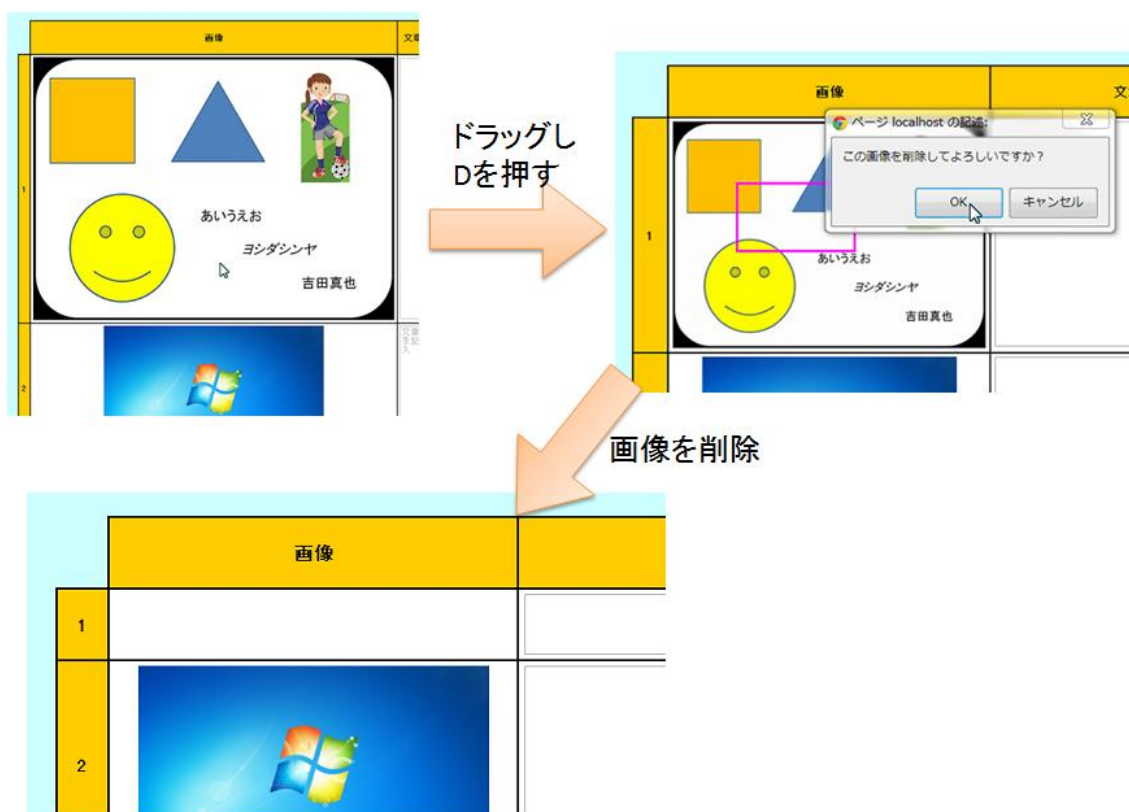 画像
文章
1
あいうえお
ヨシダシンヤ
吉田真也
2
ドラッグし
Dを押す
画像
文
ページ localhost の記述:
この画像を削除してよろしいですか？
OK
キャンセル
1
あいうえお
ヨシダシンヤ
吉田真也
画像を削除
画像
1
2